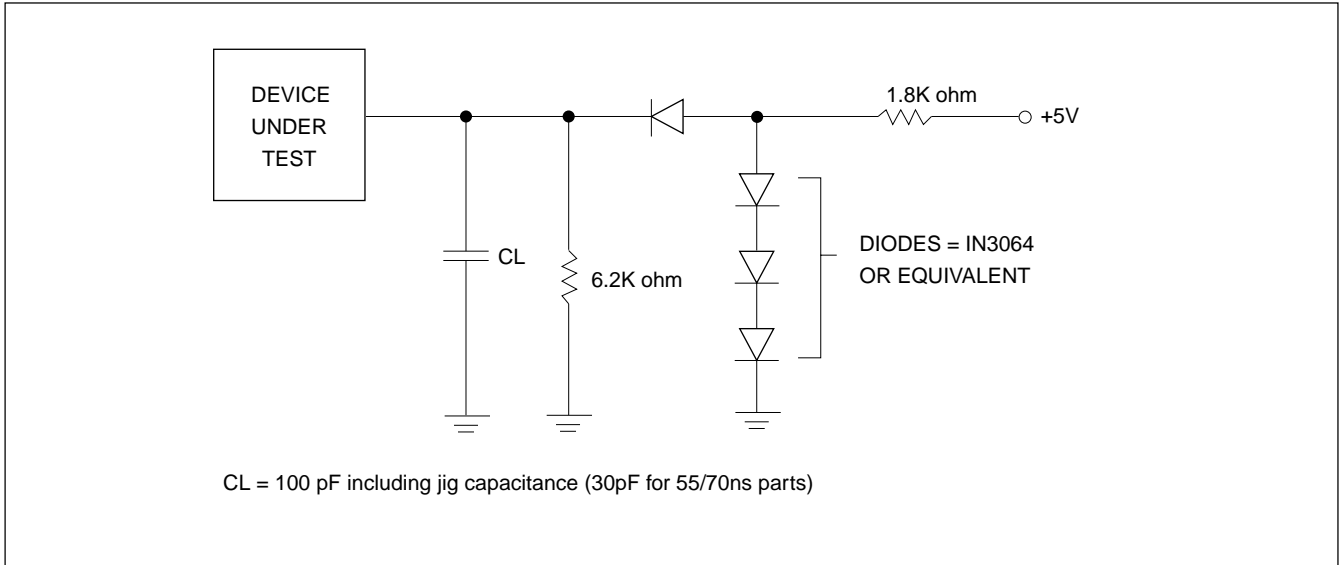 DEVICE
UNDER
TEST
1.8K ohm
+5V
CL
6.2K ohm
DIODES = IN3064
OR EQUIVALENT
CL = 100 pF including jig capacitance (30pF for 55/70ns parts)